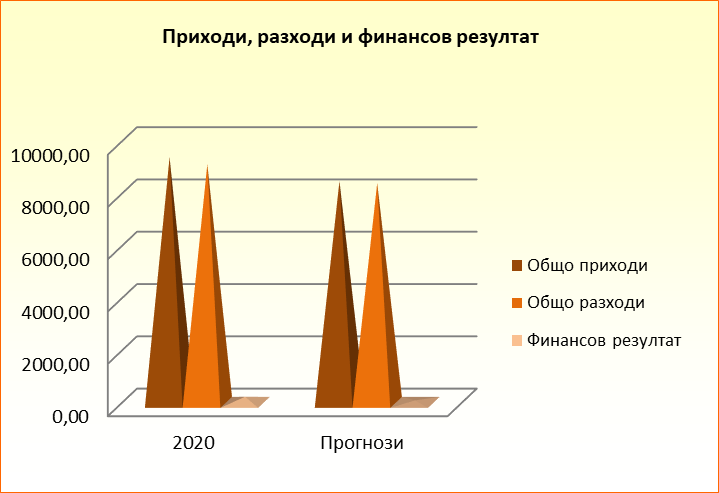 Приходи, разходи и финансов резултат
10000,00
8000,00
6000,00
4000,00
2000,00
0,00
2020
Прогнози
Общо приходи
Общо разходи
Финансов резултат